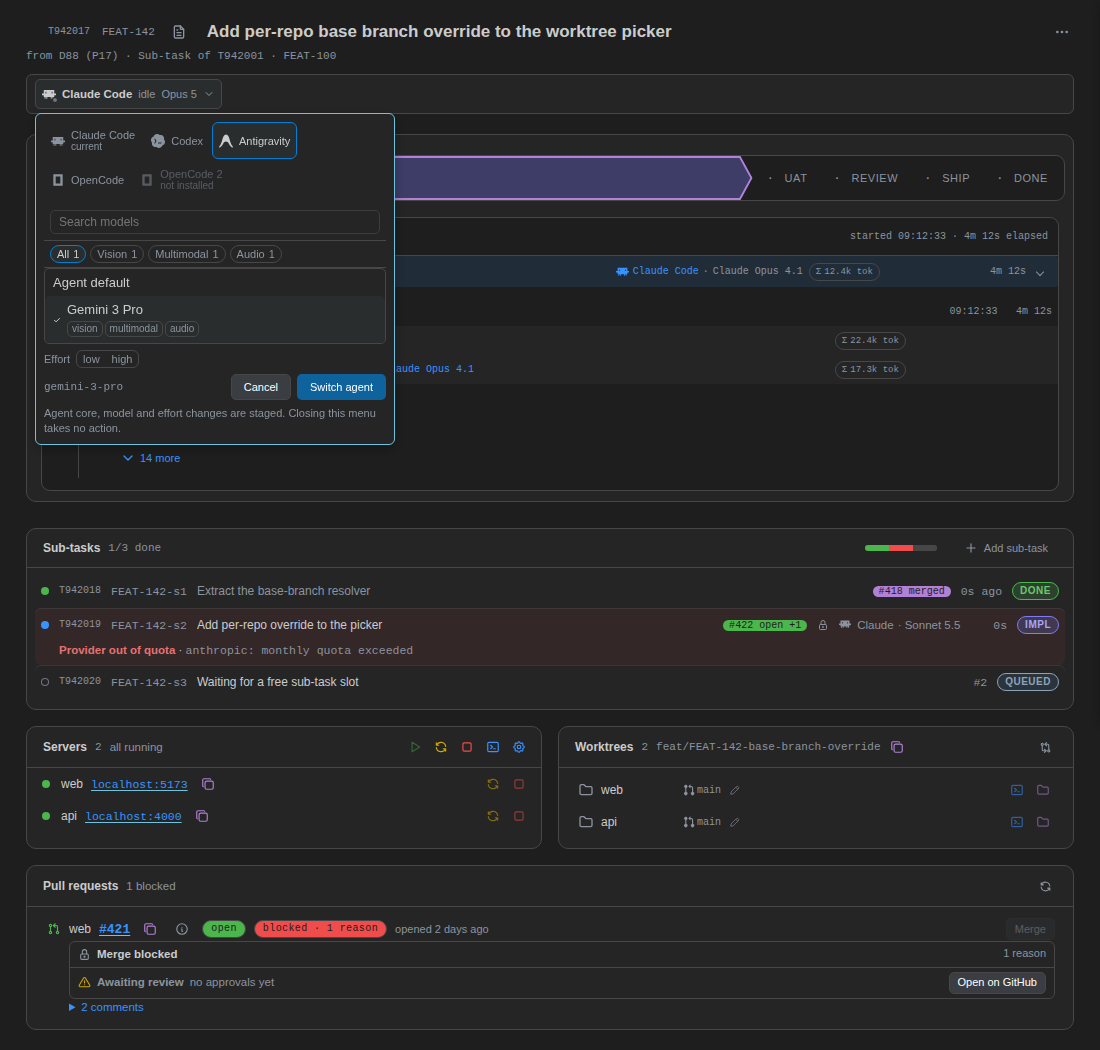 T942017 FEAT-142 Add per-repo base branch override to the worktree picker
from D88 (P17) · Sub-task of T942001 · FEAT-100
Claude Code idle Opus 5
Claude Code
current
Codex
Antigravity
OpenCode
OpenCode 2
not installed
Search models
All 1
Vision 1
Multimodal 1
Audio 1
Agent default
Gemini 3 Pro
vision multimodal audio
Effort low high
gemini-3-pro
Cancel
Switch agent
Agent core, model and effort changes are staged. Closing this menu
takes no action.
· UAT · REVIEW · SHIP · DONE
started 09:12:33 · 4m 12s elapsed
Claude Code · Claude Opus 4.1 Σ 12.4k tok 4m 12s
09:12:33 4m 12s
Σ 22.4k tok
aude Opus 4.1 Σ 17.3k tok
14 more
Sub-tasks 1/3 done Add sub-task
T942018 FEAT-142-s1 Extract the base-branch resolver #418 merged 0s ago DONE
T942019 FEAT-142-s2 Add per-repo override to the picker #422 open +1 Claude · Sonnet 5.5 0s IMPL
Provider out of quota · anthropic: monthly quota exceeded
T942020 FEAT-142-s3 Waiting for a free sub-task slot #2 QUEUED
Servers 2 all running
web localhost:5173
api localhost:4000
Worktrees 2 feat/FEAT-142-base-branch-override
web main
api main
Pull requests 1 blocked
web #421 open blocked · 1 reason opened 2 days ago Merge
Merge blocked 1 reason
Awaiting review no approvals yet Open on GitHub
2 comments